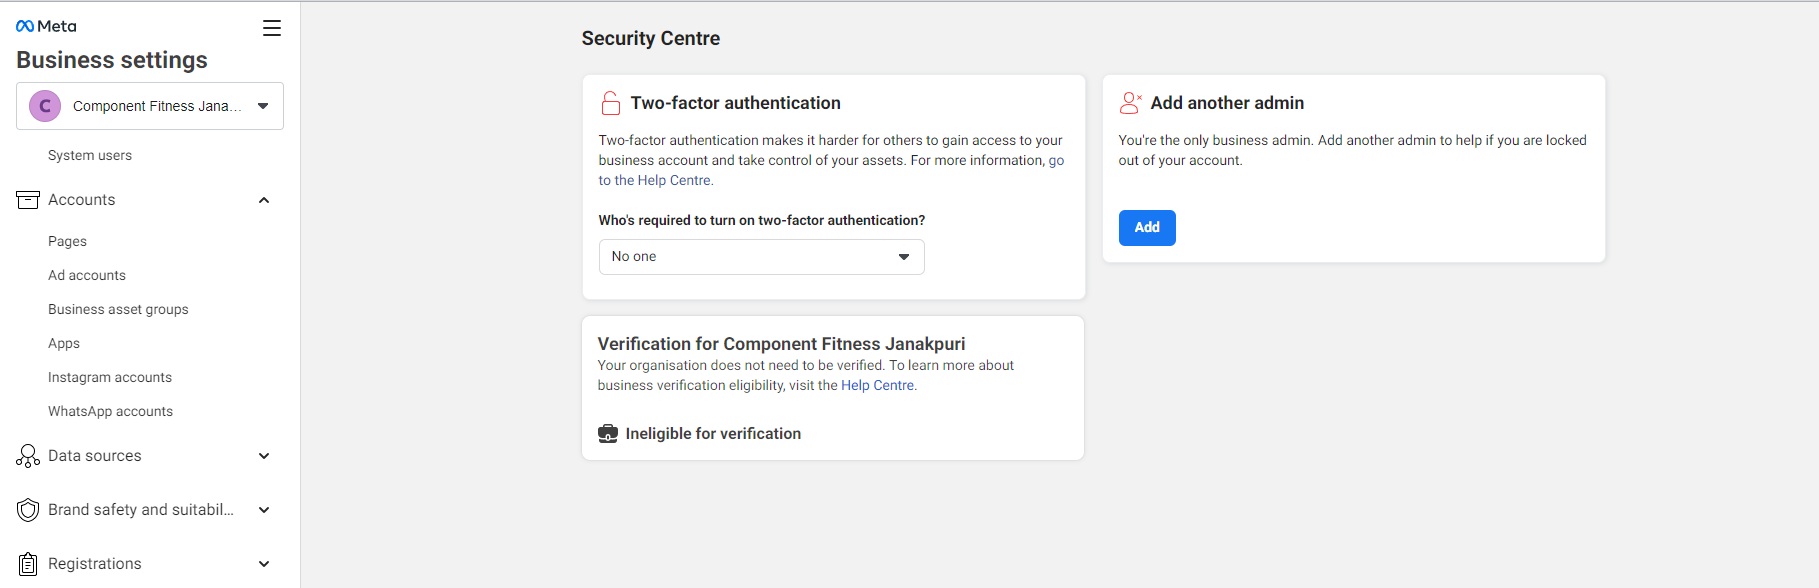 Meta
Business settings
C
Component Fitness Jana...
System users
Accounts
Pages
Ad accounts
Business asset groups
Apps
Instagram accounts
WhatsApp accounts
Data sources
Brand safety and suitabil...
Registrations
Security Centre
Two-factor authentication
Two-factor authentication makes it harder for others to gain access to your
business account and take control of your assets. For more information, go
to the Help Centre.
Who's required to turn on two-factor authentication?
No one
Add another admin
You're the only business admin. Add another admin to help if you are locked
out of your account.
Add
Verification for Component Fitness Janakpuri
Your organisation does not need to be verified. To learn more about
business verification eligibility, visit the Help Centre.
Ineligible for verification